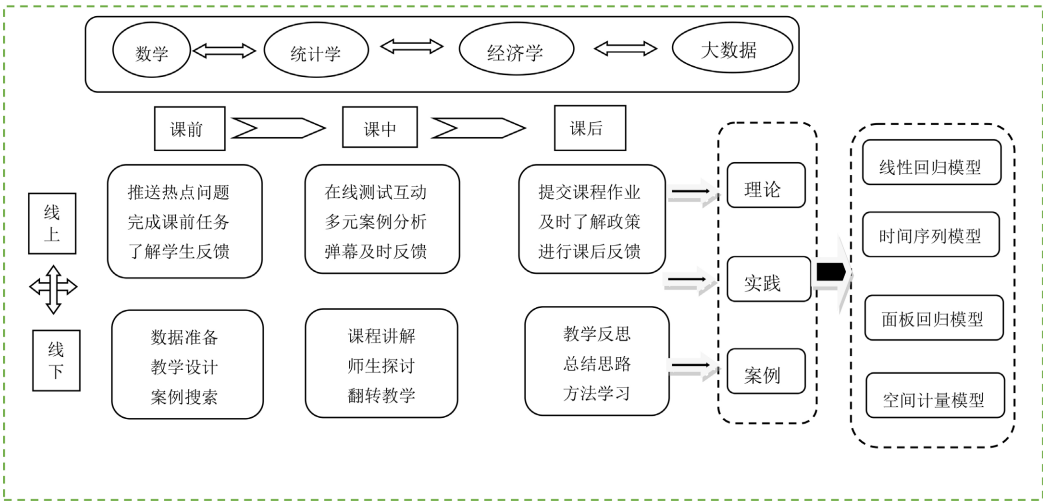 数学
统计学
经济学
大数据
课前
课中
课后
线
上
推送热点问题
完成课前任务
了解学生反馈
在线测试互动
多元案例分析
弹幕及时反馈
提交课程作业
及时了解政策
进行课后反馈
线
下
数据准备
教学设计
案例搜索
课程讲解
师生探讨
翻转教学
教学反思
总结思路
方法学习
理论
实践
案例
线性回归模型
时间序列模型
面板回归模型
空间计量模型